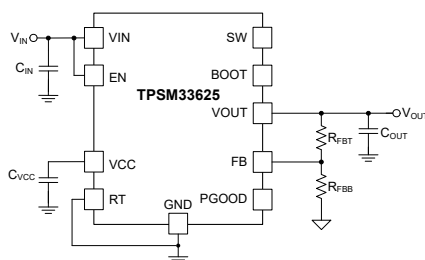 VIN
SW
VIN
CIN
EN
BOOT
TPSM33625
VOUT
VOUT
RFBT
COUT
VCC
FB
CVCC
RFBB
RT
PGOOD
GND